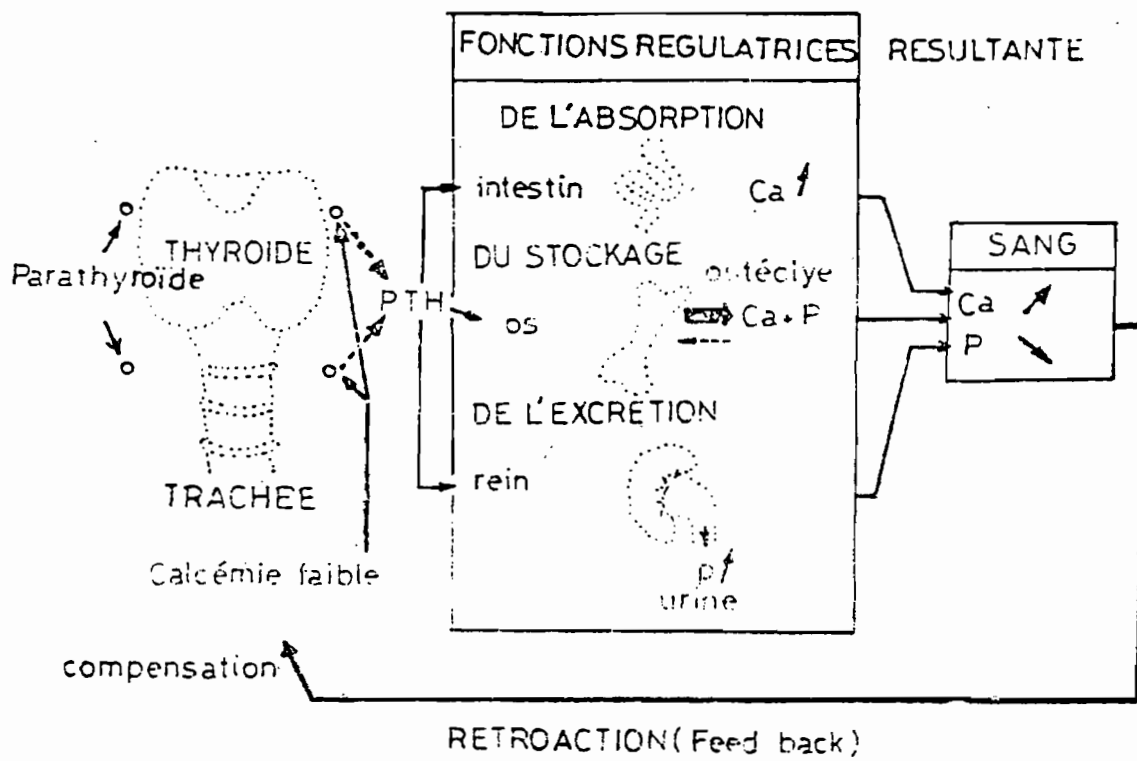 FONCTIONS REGULATRICES
RESULTANTE
DE L'ABSORPTION
intestin
Ca
THYROIDE
Parathyroïde
PTH
DU STOCKAGE
os
Ca + P
SANG
Ca
P
DE L'EXCRETION
rein
TRACHEE
Calcémie faible
P
urine
compensation
RETROACTION (Feed back)